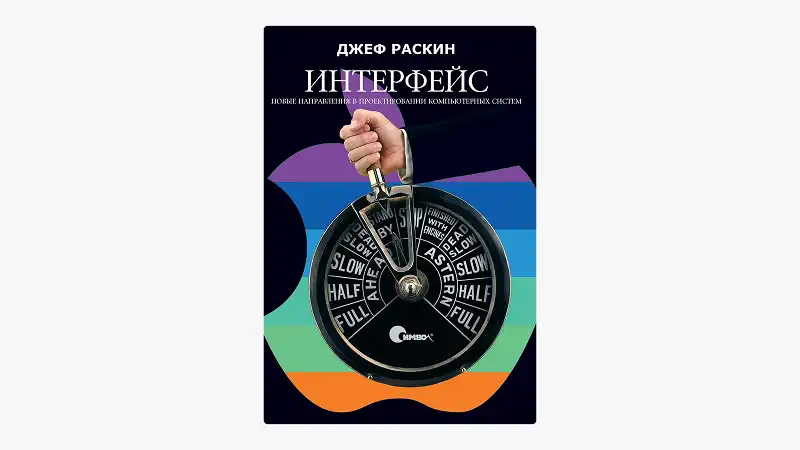 ДЖЕФ РАСКИН
ИНТЕРФЕЙС
НОВЫЕ НАПРАВЛЕНИЯ В ПРОЕКТИРОВАНИИ КОМПЬЮТЕРНЫХ СИСТЕМ
STAND BY
STOP
FINISHED WITH ENGINES
DEAD SLOW
DEAD SLOW
SLOW
AHEAD
ASTERN
SLOW
HALF
HALF
FULL
FULL
Символ